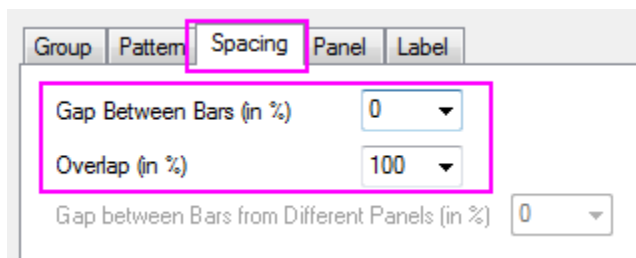 Group Pattern Spacing Panel Label
Gap Between Bars (in %) 0
Overlap (in %) 100
Gap between Bars from Different Panels (in %) 0